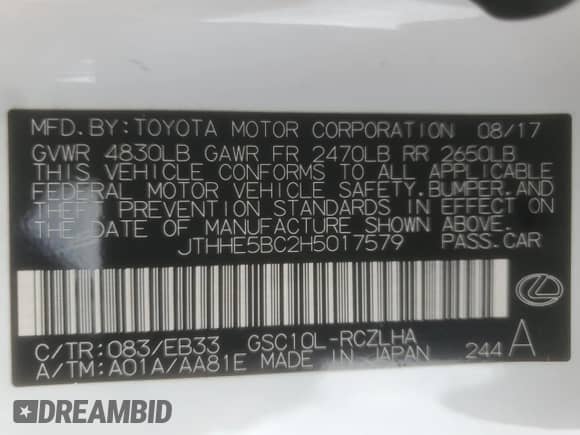 MFD.BY:TOYOTA MOTOR CORPORATION 08/17
GVWR 4830LB GAWR FR 2470LB RR 2650LB
THIS VEHICLE CONFORMS TO ALL APPLICABLE
FEDERAL MOTOR VEHICLE SAFETY, BUMPER, AND
THEFT PREVENTION STANDARDS IN EFFECT ON
THE DATE OF MANUFACTURE SHOWN ABOVE.
JTHHE5BC2H5017579 PASS.CAR
C/TR:083/EB33 GSC10L-RCZLHA
A/TM:A01A/AA81E MADE IN JAPAN 244 A
DREAMBID